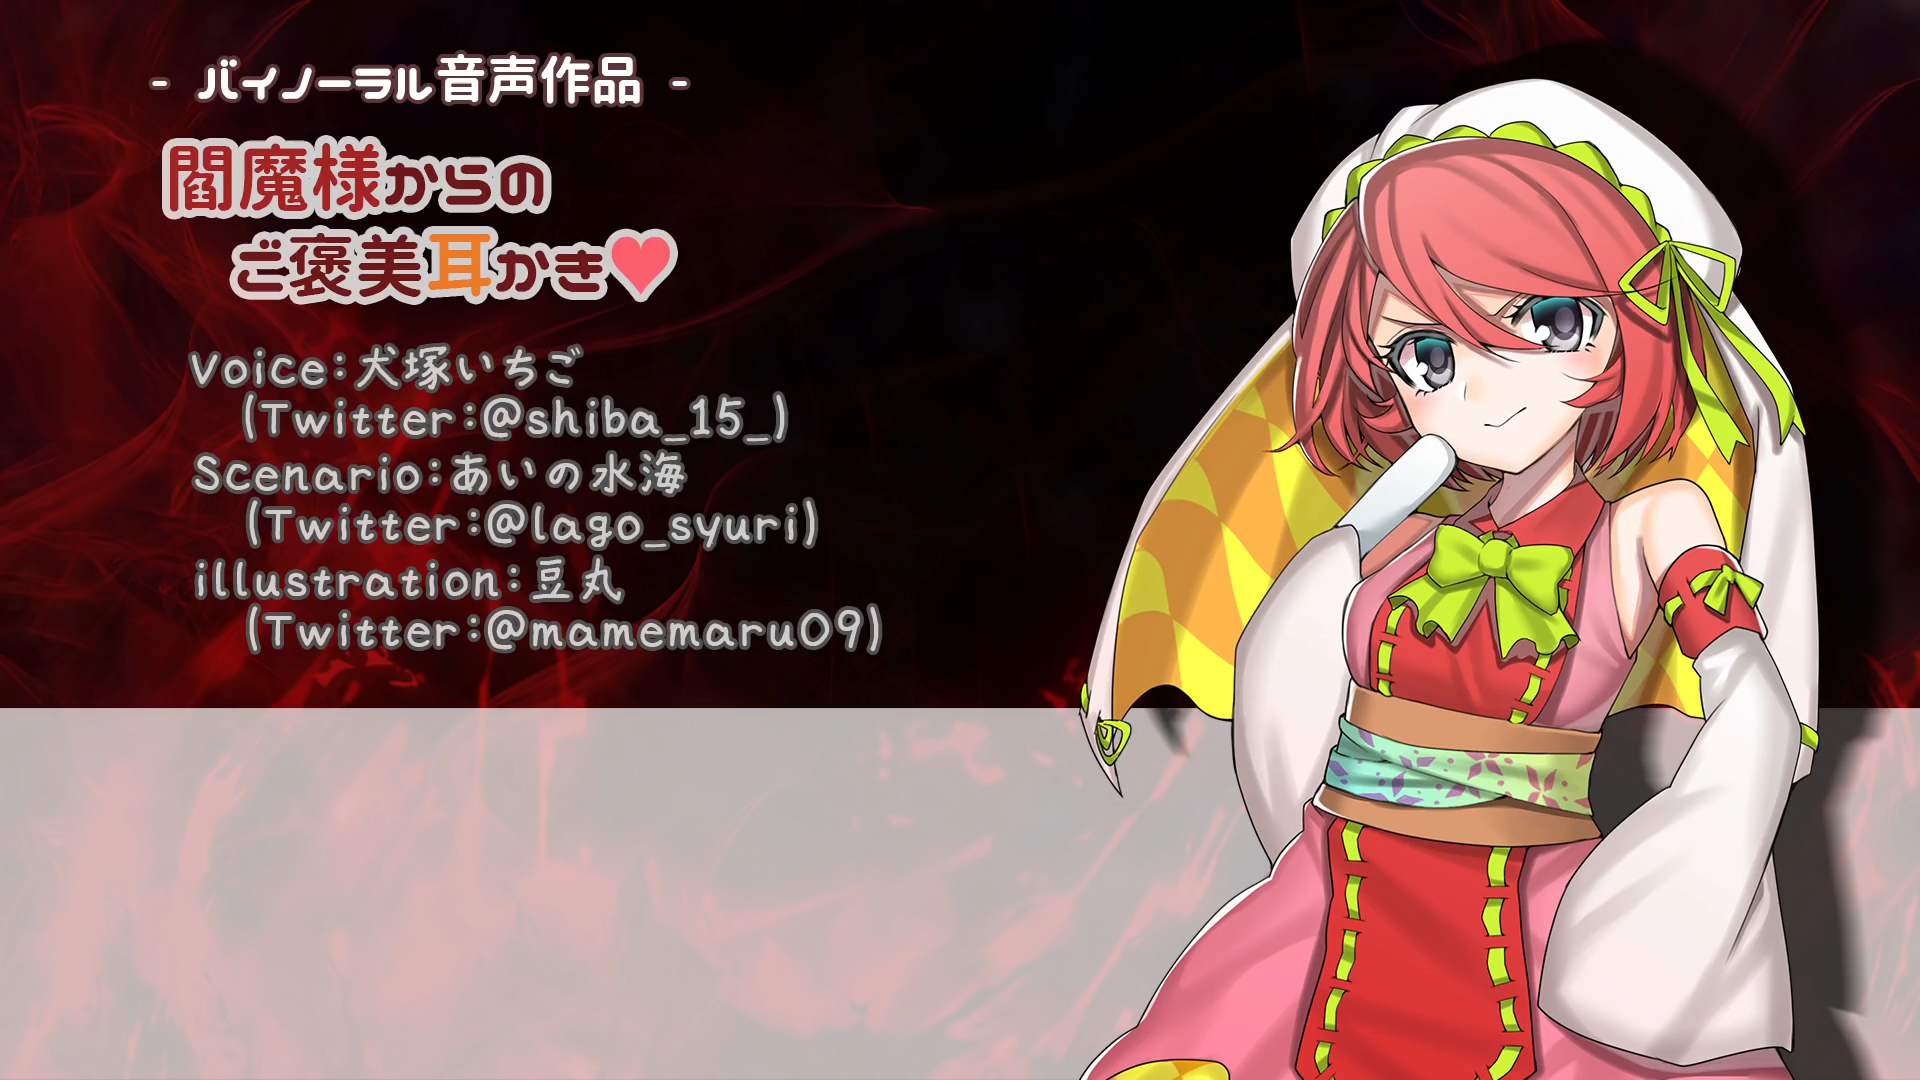 - バイノーラル音声作品 -
閻魔様からの
ご褒美耳かき♥
Voice:犬塚いちご
(Twitter:@shiba_15_)
Scenario:あいの水海
(Twitter:@lago_syuri)
illustration:豆丸
(Twitter:@mamemaru09)